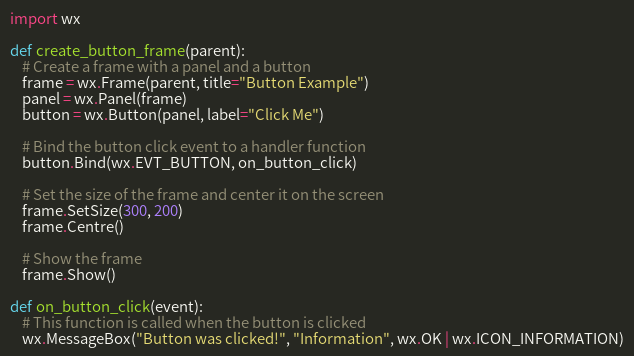 import wx

def create_button_frame(parent):
    # Create a frame with a panel and a button
    frame = wx.Frame(parent, title="Button Example")
    panel = wx.Panel(frame)
    button = wx.Button(panel, label="Click Me")

    # Bind the button click event to a handler function
    button.Bind(wx.EVT_BUTTON, on_button_click)

    # Set the size of the frame and center it on the screen
    frame.SetSize(300, 200)
    frame.Centre()

    # Show the frame
    frame.Show()

def on_button_click(event):
    # This function is called when the button is clicked
    wx.MessageBox("Button was clicked!", "Information", wx.OK | wx.ICON_INFORMATION)